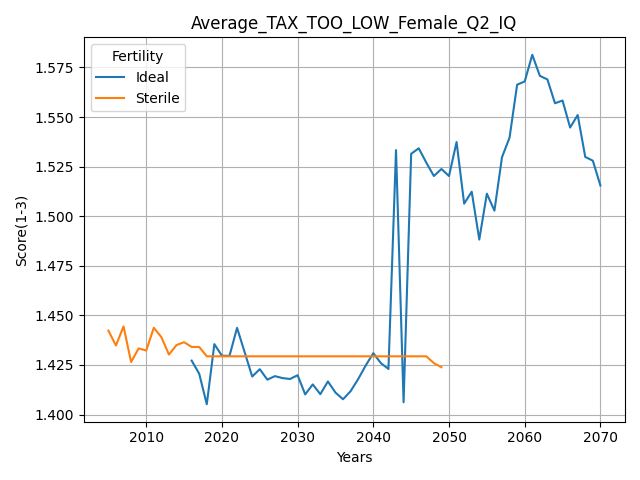 Average_TAX_TOO_LOW_Female_Q2_IQ
Fertility
Ideal
Sterile
Score(1-3)
1.575
1.550
1.525
1.500
1.475
1.450
1.425
1.400
2010 2020 2030 2040 2050 2060 2070
Years